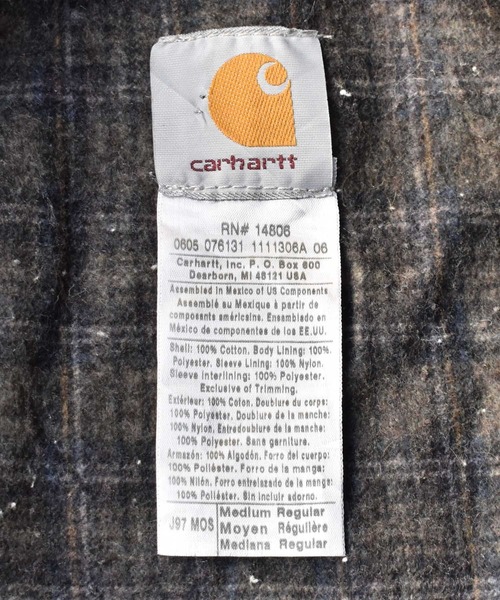 carhartt
RN# 14806
0605 076131 1111306A 06
Carhartt, Inc. P. O. Box 600
Dearborn, MI 48121 USA
Assembled in Mexico of US Components
Assemblé su Mexique à partir de
composants américains. Ensamblado en
México de componentes de los EE.UU.
Shell: 100% Cotton. Body Lining: 100%
Polyester. Sleeve Lining: 100% Nylon.
Sleeve Interlining: 100% Polyester.
Exclusive of Trimming.
Extérieur: 100% Coton. Doublure du corps:
100% Polyester. Doublure de la manche:
100% Nylon. Entredoublure de la manche:
100% Polyester. Sans garniture.
Armazón: 100% Algodón. Forro del cuerpo:
100% Poliéster. Forro de la manga:
100% Nilón. Forro entrelazado de la manga:
100% Poliéster. Sin incluir adorno.
J97 MOS
Medium Regular
Moyen Régulière
Mediana Regular